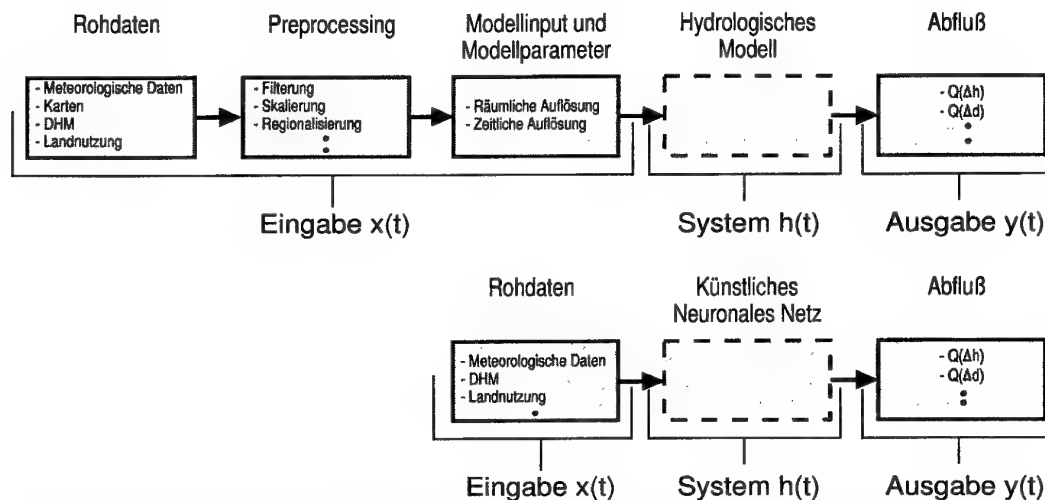 Rohdaten
Preprocessing
Modellinput und
Modellparameter
Hydrologisches
Modell
Abfluß
- Meteorologische Daten
- Karten
- DHM
- Landnutzung
- Filterung
- Skalierung
- Regionalisierung
- Räumliche Auflösung
- Zeitliche Auflösung
- Q(Δh)
- Q(Δd)
Eingabe x(t)
System h(t)
Ausgabe y(t)
Rohdaten
Künstliches
Neuronales Netz
Abfluß
- Meteorologische Daten
- DHM
- Landnutzung
- Q(Δh)
- Q(Δd)
Eingabe x(t)
System h(t)
Ausgabe y(t)